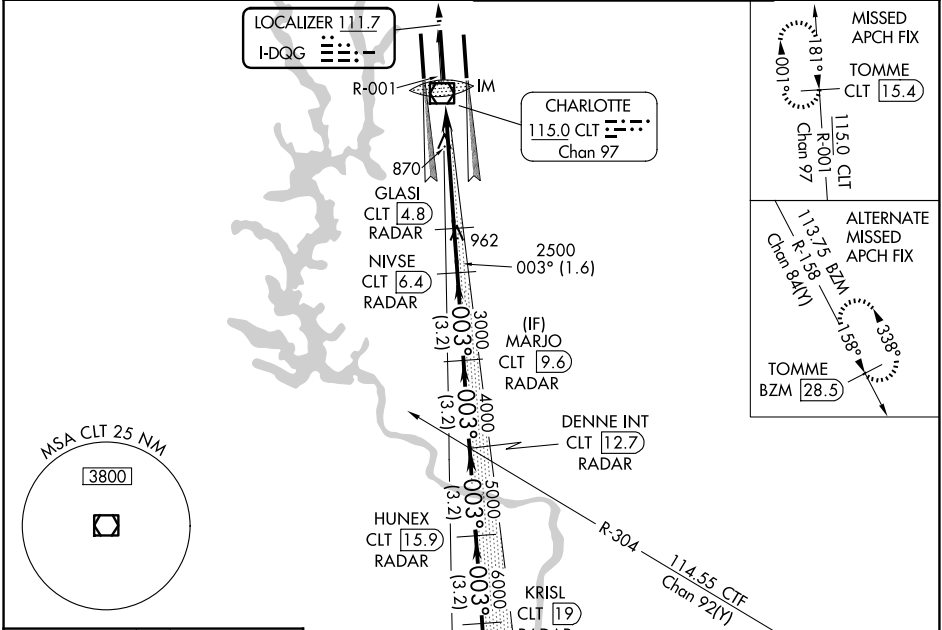 LOCALIZER 111.7
I-DQG
R-001
IM
CHARLOTTE
115.0 CLT
Chan 97
870
GLASI
CLT 4.8
RADAR
962
NIVSE
CLT 6.4
RADAR
2500
003° (1.6)
003°
3000
(3.2)
(IF)
MARJO
CLT 9.6
RADAR
003°
4000
(3.2)
DENNE INT
CLT 12.7
RADAR
003°
5000
(3.2)
HUNEX
CLT 15.9
RADAR
R-304
114.55 CTF
Chan 92(Y)
003°
6000
(3.2)
KRISL
CLT 19
RADAR
MSA CLT 25 NM
3800
MISSED
APCH FIX
TOMME
CLT 15.4
181°
001°
115.0 CLT
R-001
Chan 97
ALTERNATE
MISSED
APCH FIX
113.75 BZM
R-158
Chan 84(Y)
158°
338°
TOMME
BZM 28.5